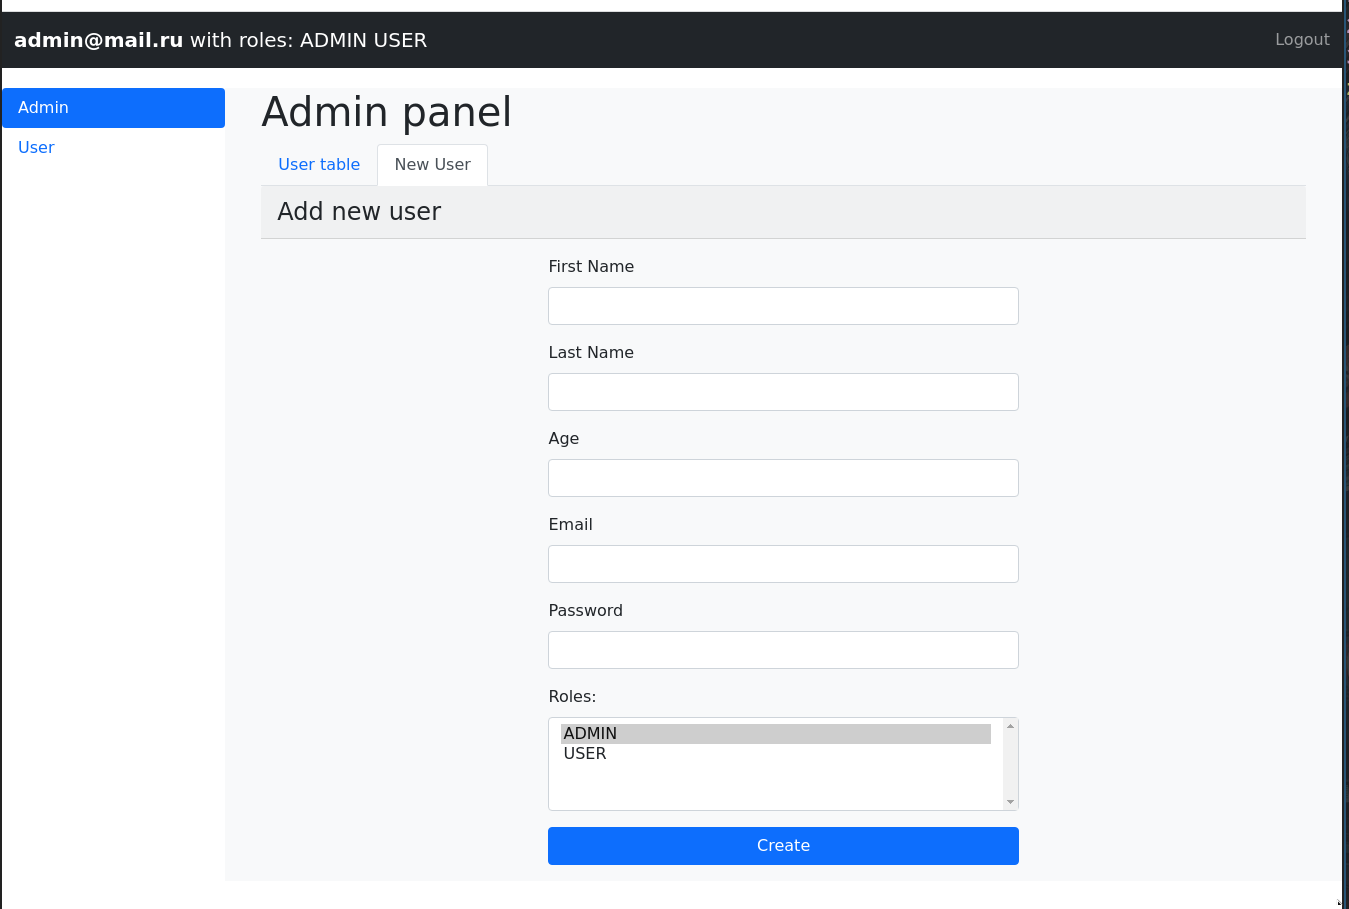 admin@mail.ru with roles: ADMIN USER
Logout
Admin
User
Admin panel
User table
New User
Add new user
First Name
Last Name
Age
Email
Password
Roles:
ADMIN
USER
Create